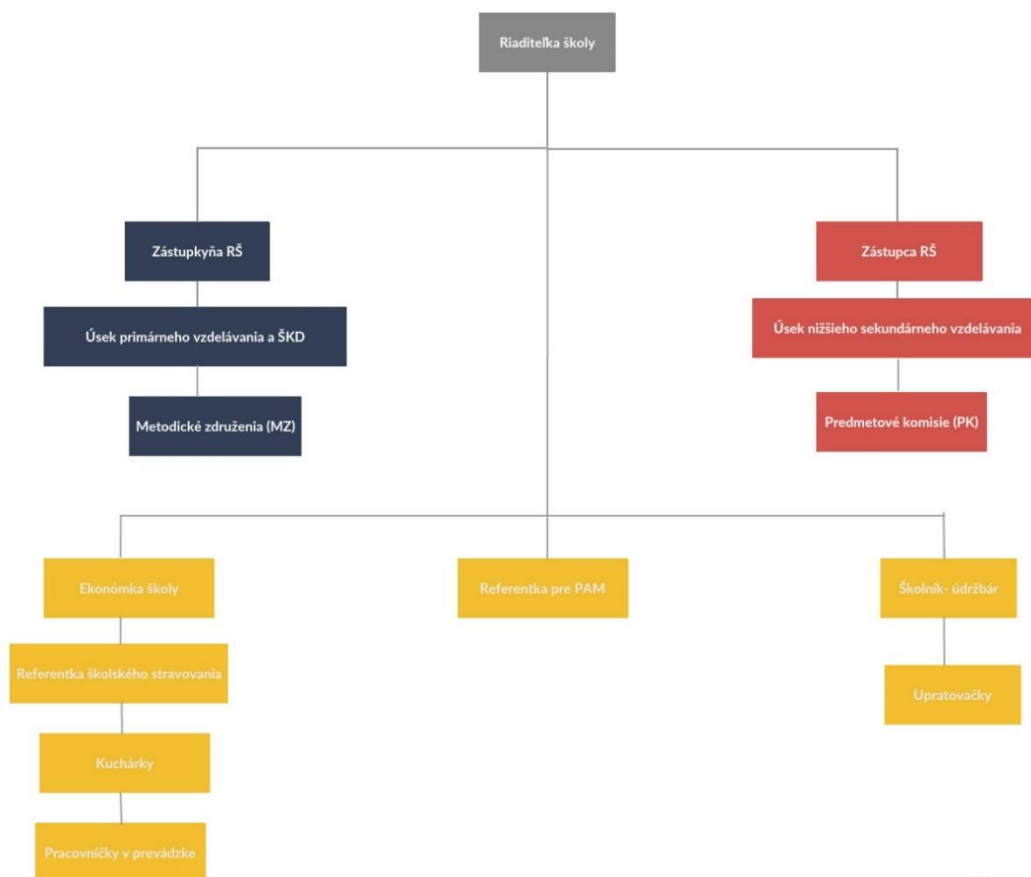 Riaditeľka školy
Zástupkyňa RŠ
Zástupca RŠ
Úsek primárneho vzdelávania a ŠKD
Úsek nižšieho sekundárneho vzdelávania
Metodické združenia (MZ)
Predmetové komisie (PK)
Ekonómka školy
Referentka pre PAM
Školník- údržbár
Referentka školského stravovania
Upratovačky
Kuchárky
Pracovníčky v prevádzke